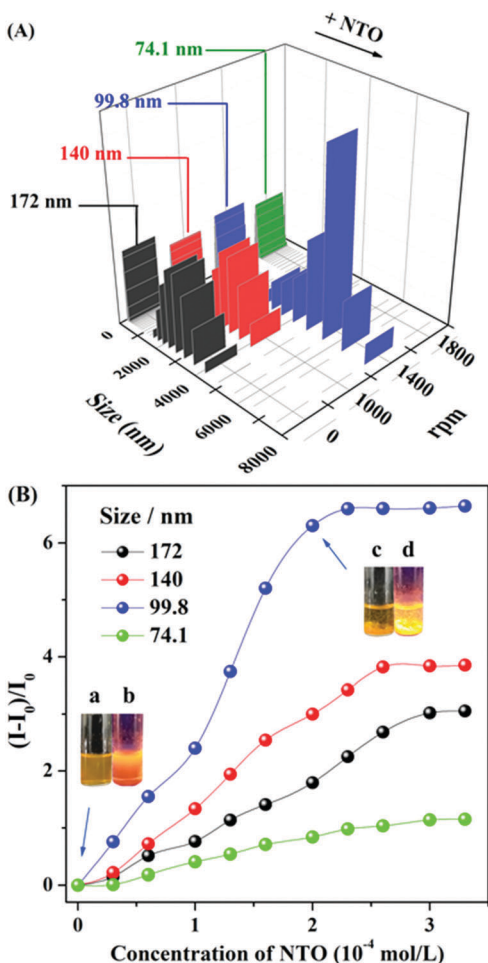 (A)
+ NTO
74.1 nm
99.8 nm
140 nm
172 nm
0
2000
4000
6000
8000
Size (nm)
0
1000
1400
1800
rpm
(B)
Size / nm
172
140
99.8
74.1
a b
c d
6
4
2
0
(I-I0)/I0
0 1 2 3
Concentration of NTO (10-4 mol/L)